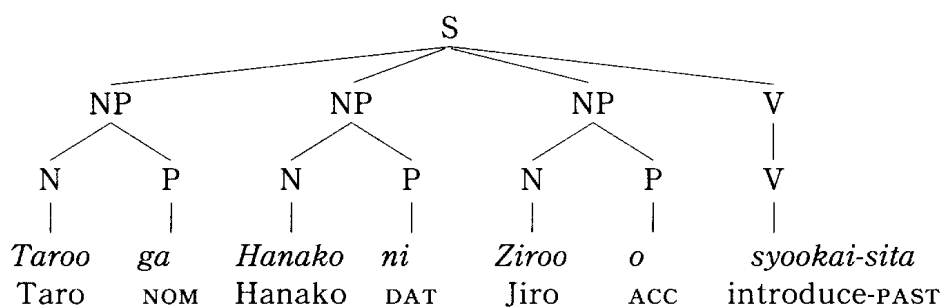 S
NP NP NP V
N P N P N P V
Taroo ga Hanako ni Ziroo o syookai-sita
Taro NOM Hanako DAT Jiro ACC introduce-PAST